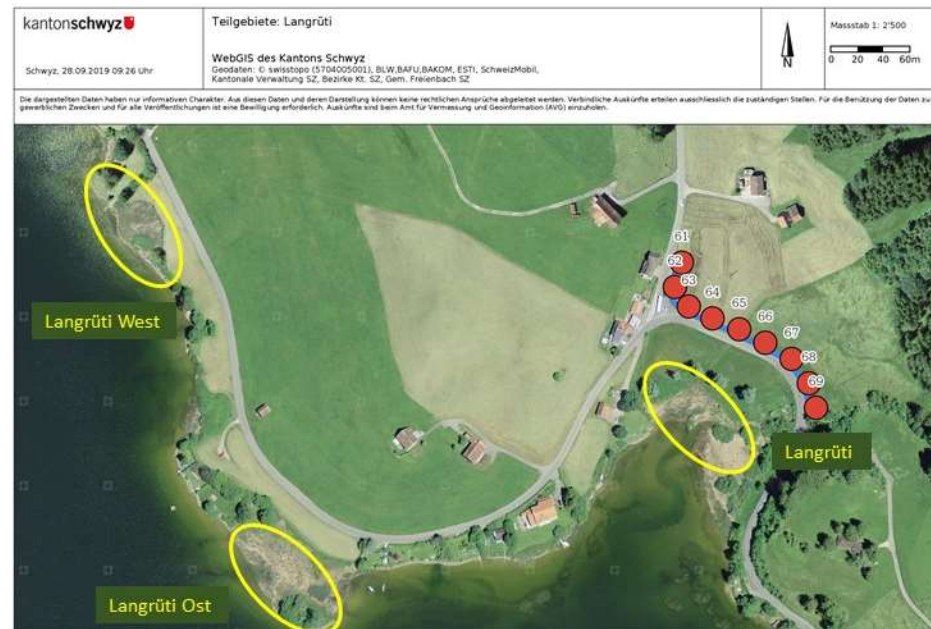 kantonschwyz
Schwyz, 28.09.2019 09:26 Uhr
Teilgebiete: Langrüti
WebGIS des Kantons Schwyz
Geodaten: © swisstopo (5704005001), BLW,BAFU,BAKOM, ESTI, SchweizMobil,
Kantonale Verwaltung SZ, Bezirke Kt. SZ, Gem. Freienbach SZ
N
Massstab 1: 2'500
0 20 40 60m
Die dargestellten Daten haben nur informativen Charakter. Aus diesen Daten und deren Darstellung können keine rechtlichen Ansprüche abgeleitet werden. Verbindliche Auskünfte erteilen ausschliesslich die zuständigen Stellen. Für die Benützung der Daten zu
gewerblichen Zwecken und für alle Veröffentlichungen ist eine Bewilligung erforderlich. Auskünfte sind beim Amt für Vermessung und Geoinformation (AVG) einzuholen.
61
62
63
64
65
66
67
68
69
Langrüti West
Langrüti
Langrüti Ost